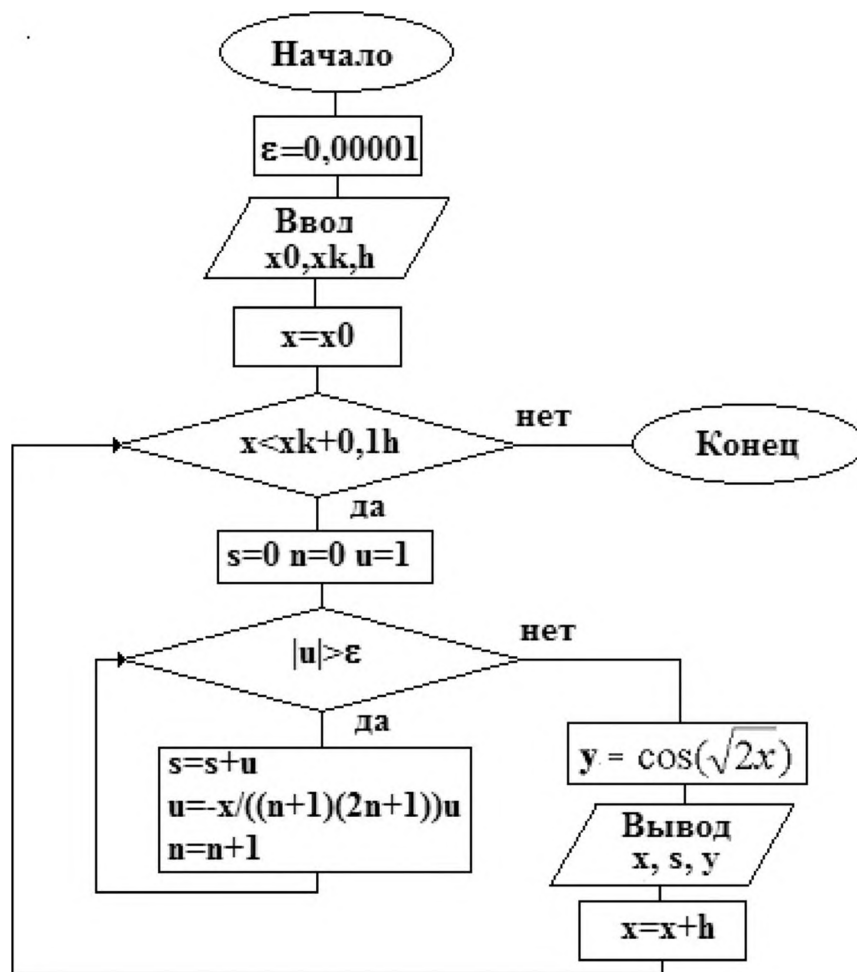 Начало
ε=0,00001
Ввод
x0,xk,h
x=x0
x<xk+0,1h
нет
Конец
да
s=0 n=0 u=1
|u|>ε
нет
да
s=s+u
u=-x/((n+1)(2n+1))u
n=n+1
y = cos(√2x)
Вывод
x, s, y
x=x+h